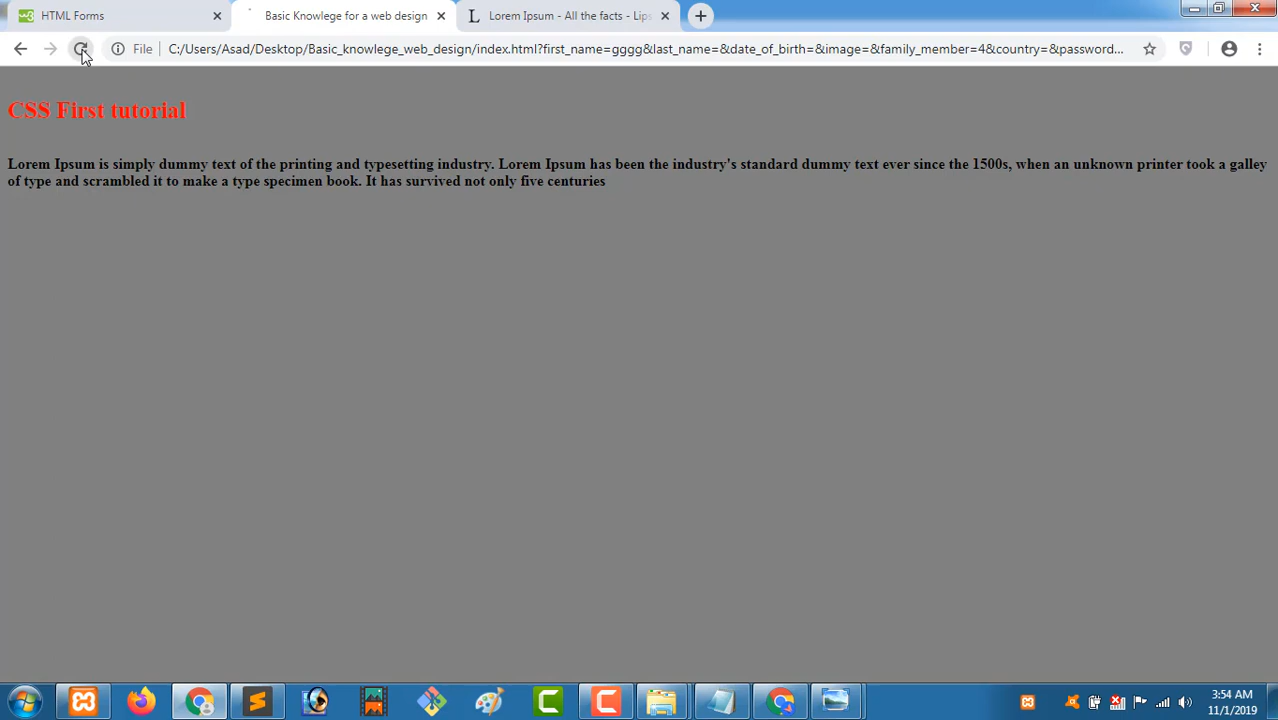 HTML Forms
Basic Knowlege for a web design
Lorem Ipsum - All the facts - Lips
File
C:/Users/Asad/Desktop/Basic_knowlege_web_design/index.html?first_name=gggg&last_name=&date_of_birth=&image=&family_member=4&country=&password...
CSS First tutorial
Lorem Ipsum is simply dummy text of the printing and typesetting industry. Lorem Ipsum has been the industry's standard dummy text ever since the 1500s, when an unknown printer took a galley
of type and scrambled it to make a type specimen book. It has survived not only five centuries
3:54 AM
11/1/2019